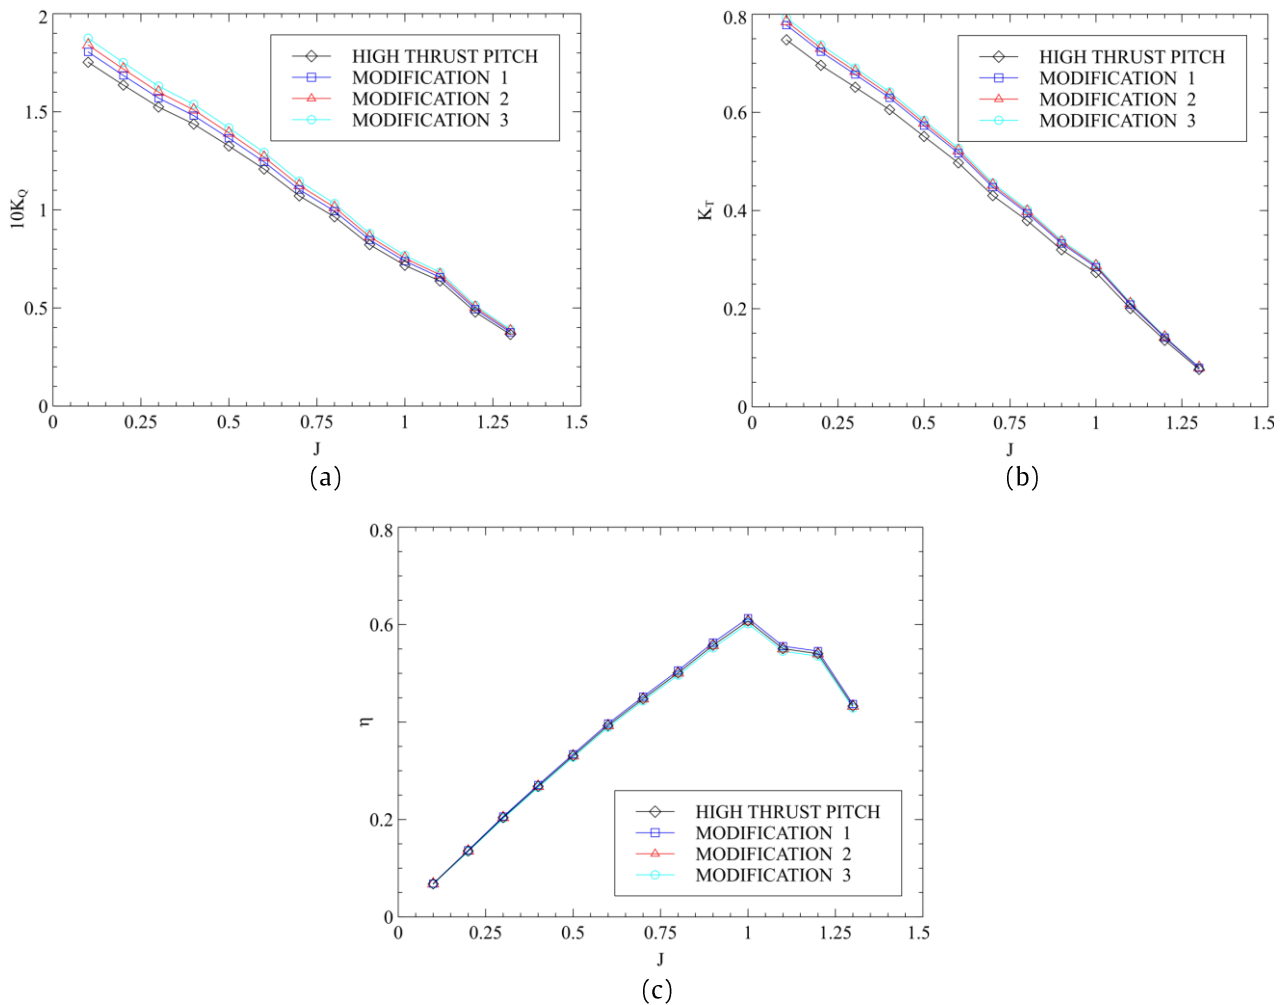 2
1.5
1
0.5
0
10K_Q
0 0.25 0.5 0.75 1 1.25 1.5
J
HIGH THRUST PITCH
MODIFICATION 1
MODIFICATION 2
MODIFICATION 3
(a)
0.8
0.6
0.4
0.2
0
K_T
0 0.25 0.5 0.75 1 1.25 1.5
J
HIGH THRUST PITCH
MODIFICATION 1
MODIFICATION 2
MODIFICATION 3
(b)
0.8
0.6
0.2
0
η
0 0.25 0.5 0.75 1 1.25 1.5
J
HIGH THRUST PITCH
MODIFICATION 1
MODIFICATION 2
MODIFICATION 3
(c)